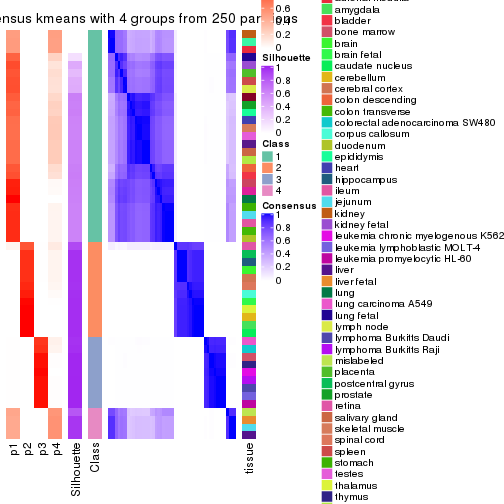 ensus kmeans with 4 groups from 250 par
amygdala
bladder
bone marrow
brain
brain fetal
caudate nucleus
cerebellum
cerebral cortex
colon descending
colon transverse
colorectal adenocarcinoma SW480
corpus callosum
duodenum
epididymis
heart
hippocampus
ileum
jejunum
kidney
kidney fetal
leukemia chronic myelogenous K562
leukemia lymphoblastic MOLT-4
leukemia promyelocytic HL-60
liver
liver fetal
lung
lung carcinoma A549
lung fetal
lymph node
lymphoma Burkitts Daudi
lymphoma Burkitts Raji
mislabeled
placenta
postcentral gyrus
prostate
retina
salivary gland
skeletal muscle
spinal cord
spleen
stomach
testes
thalamus
thymus
0.6
0.4
0.2
0
Silhouette
1
0.8
0.6
0.4
0.2
0
Class
1
2
3
4
Consensus
1
0.8
0.6
0.4
0.2
0
p1
p2
p3
p4
Silhouette
Class
tissue